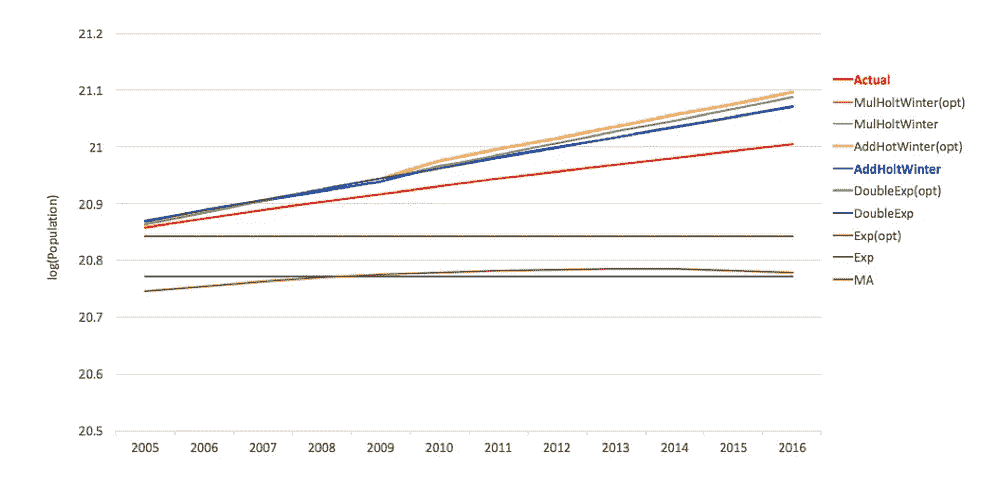 21.2
21.1
21
20.9
20.8
20.7
20.6
20.5
log(Population)
2005 2006 2007 2008 2009 2010 2011 2012 2013 2014 2015 2016
Actual
MulHoltWinter(opt)
MulHoltWinter
AddHotWinter(opt)
AddHoltWinter
DoubleExp(opt)
DoubleExp
Exp(opt)
Exp
MA